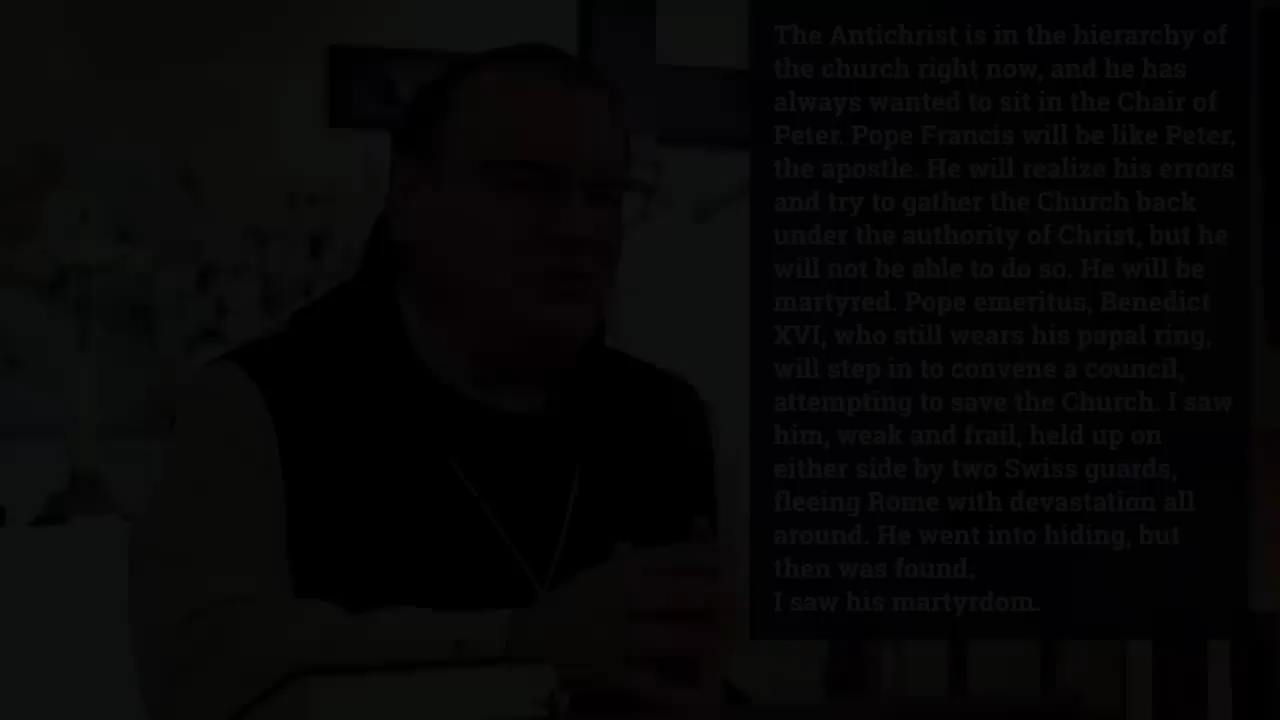 The Antichrist is in the hierarchy of
the church right now, and he has
always wanted to sit in the Chair of
Peter. Pope Francis will be like Peter,
the apostle. He will realize his errors
and try to gather the Church back
under the authority of Christ, but he
will not be able to do so. He will be
martyred. Pope emeritus, Benedict
XVI, who still wears his papal ring,
will step in to convene a council,
attempting to save the Church. I saw
him, weak and frail, held up on
either side by two Swiss guards,
fleeing Rome with devastation all
around. He went into hiding, but
then was found.
I saw his martyrdom.